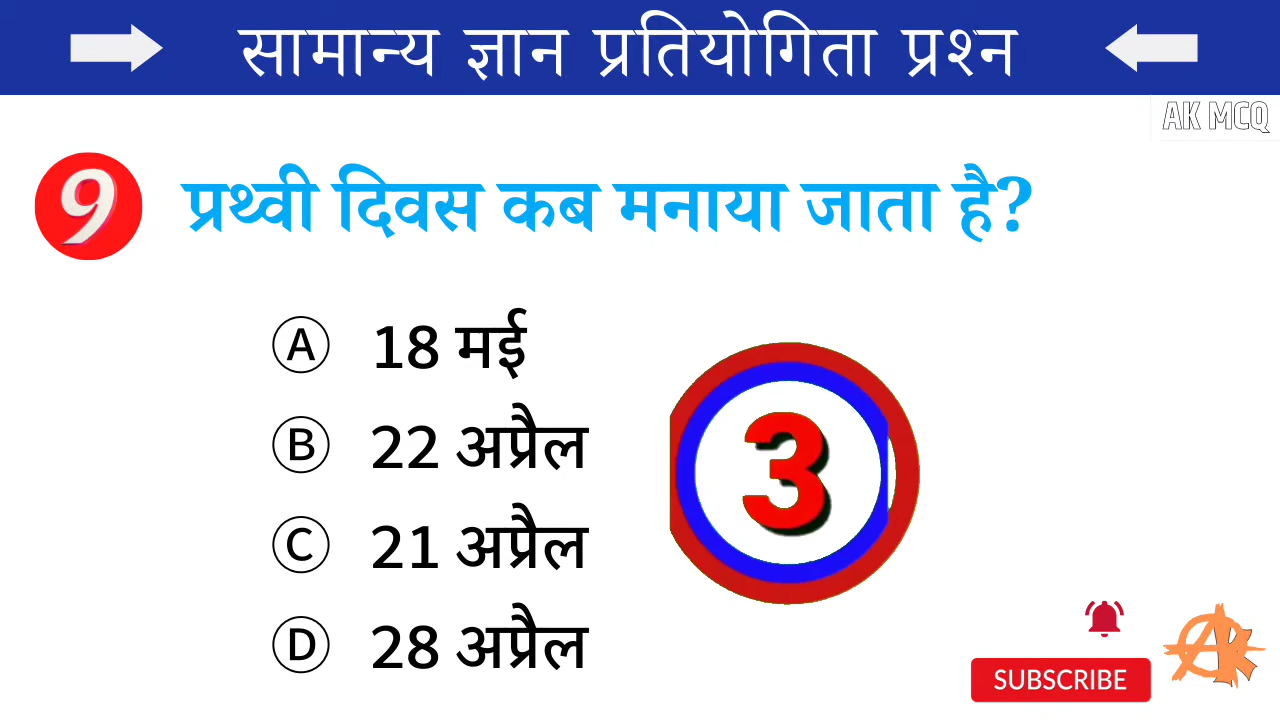 सामान्य ज्ञान प्रतियोगिता प्रश्न
AK MCQ
9 प्रथ्वी दिवस कब मनाया जाता है?
A 18 मई
B 22 अप्रैल
C 21 अप्रैल
D 28 अप्रैल
3
SUBSCRIBE
AK